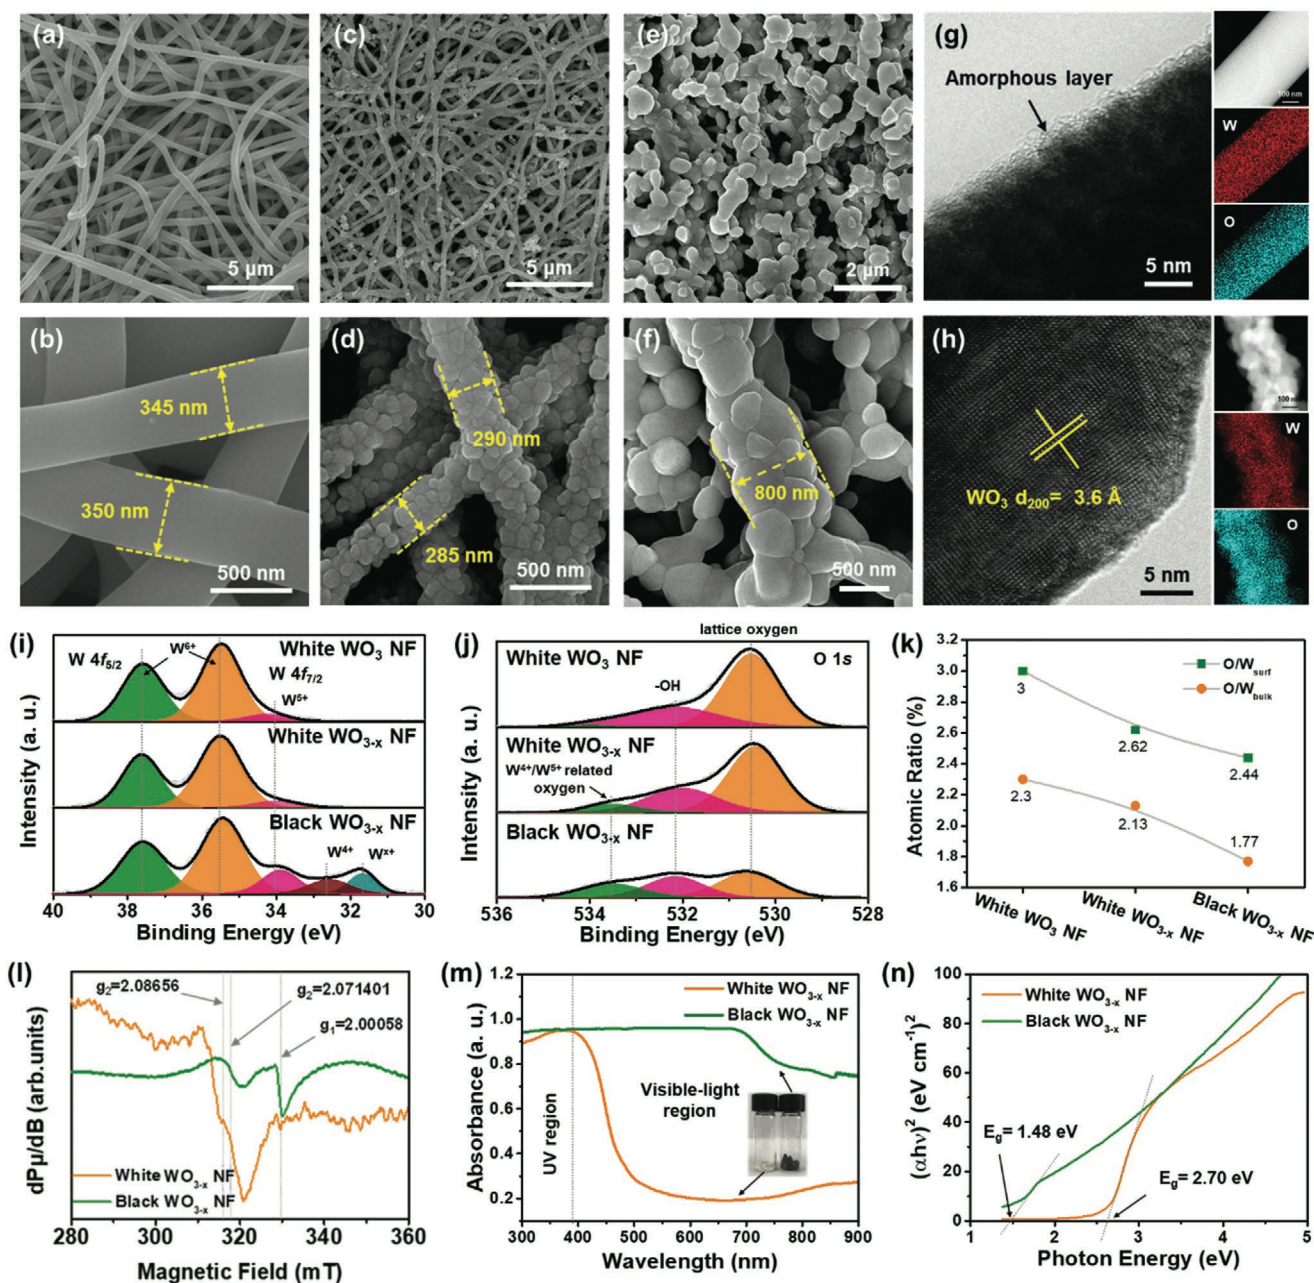 (a)
5 µm
(c)
5 µm
(e)
2 µm
(g)
Amorphous layer
5 nm
100 nm
W
O
(b)
345 nm
350 nm
500 nm
(d)
290 nm
285 nm
500 nm
(f)
800 nm
500 nm
(h)
WO₃ d₂₀₀= 3.6 Å
5 nm
100 nm
W
O
(i)
W 4f₅/₂
W⁶⁺
White WO₃ NF
W 4f₇/₂
W⁵⁺
White WO₃₋ₓ NF
Black WO₃₋ₓ NF
W⁴⁺
Wˣ⁺
Intensity (a. u.)
40 38 36 34 32 30
Binding Energy (eV)
(j)
lattice oxygen
White WO₃ NF
O 1s
-OH
White WO₃₋ₓ NF
W⁴⁺/W⁵⁺ related
oxygen
Black WO₃₋ₓ NF
Intensity (a. u.)
536 534 532 530 528
Binding Energy (eV)
(k)
3.2
3.0
2.8
2.6
2.4
2.2
2.0
1.8
1.6
Atomic Ratio (%)
O/W surf
O/W bulk
3
2.62
2.44
2.3
2.13
1.77
White WO₃ NF
White WO₃₋ₓ NF
Black WO₃₋ₓ NF
(l)
g₂=2.08656
g₂=2.071401
g₁=2.00058
White WO₃₋ₓ NF
Black WO₃₋ₓ NF
dPµ/dB (arb.units)
280 300 320 340 360
Magnetic Field (mT)
(m)
1.2
1.0
0.8
0.6
0.4
0.2
Absorbance (a. u.)
White WO₃₋ₓ NF
Black WO₃₋ₓ NF
UV region
Visible-light
region
300 400 500 600 700 800 900
Wavelength (nm)
(n)
100
80
60
40
20
0
(αhν)² (eV cm⁻¹)²
White WO₃₋ₓ NF
Black WO₃₋ₓ NF
E_g= 1.48 eV
E_g= 2.70 eV
1 2 3 4 5
Photon Energy (eV)